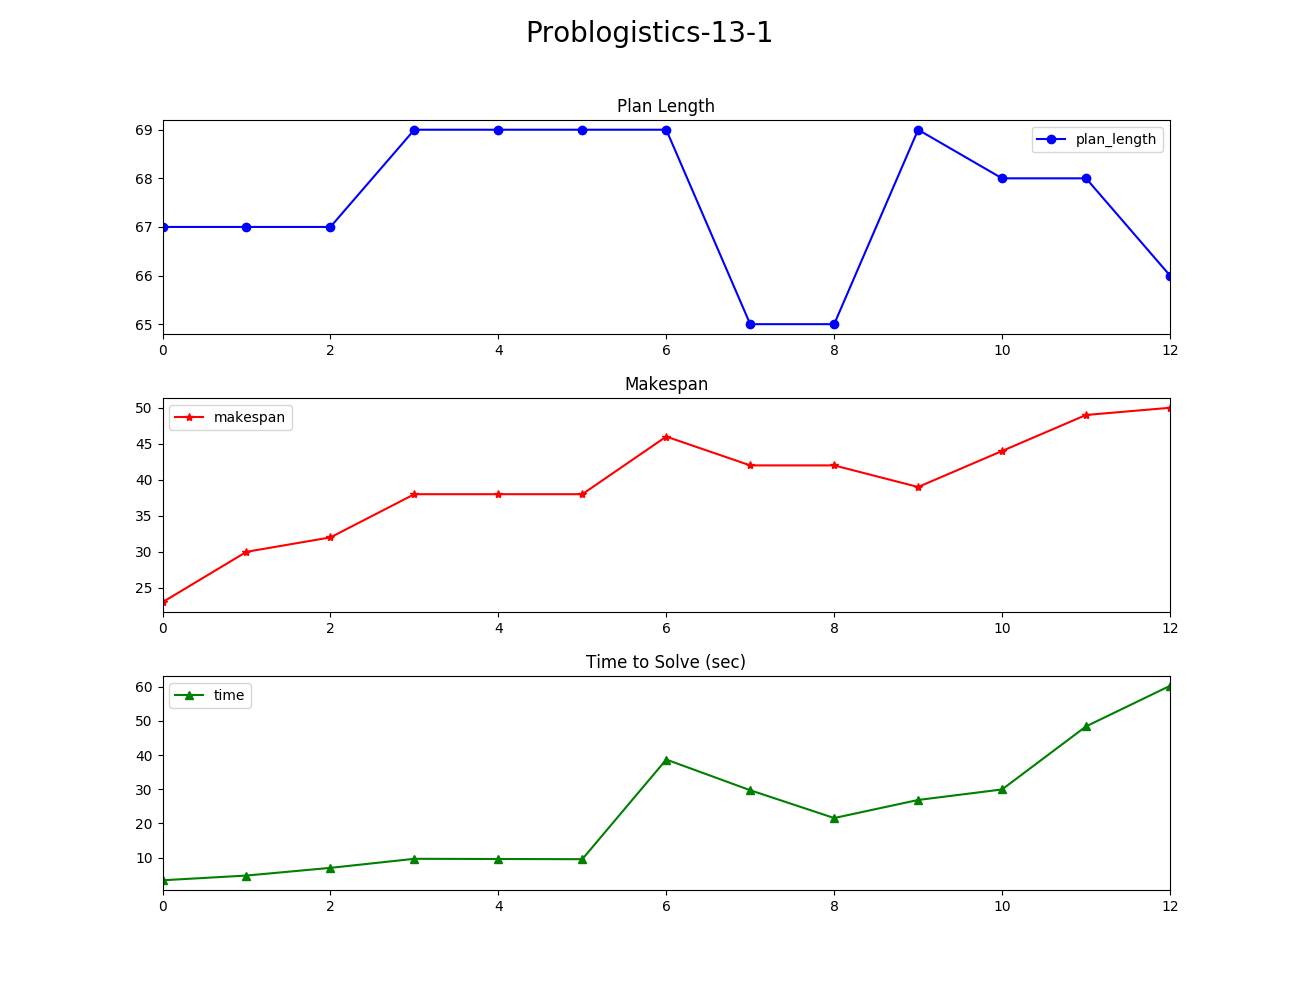 Problogistics-13-1
Plan Length
plan_length
69
68
67
66
65
0 2 4 6 8 10 12
Makespan
makespan
50
45
40
35
30
25
0 2 4 6 8 10 12
Time to Solve (sec)
time
60
50
40
30
20
10
0 2 4 6 8 10 12